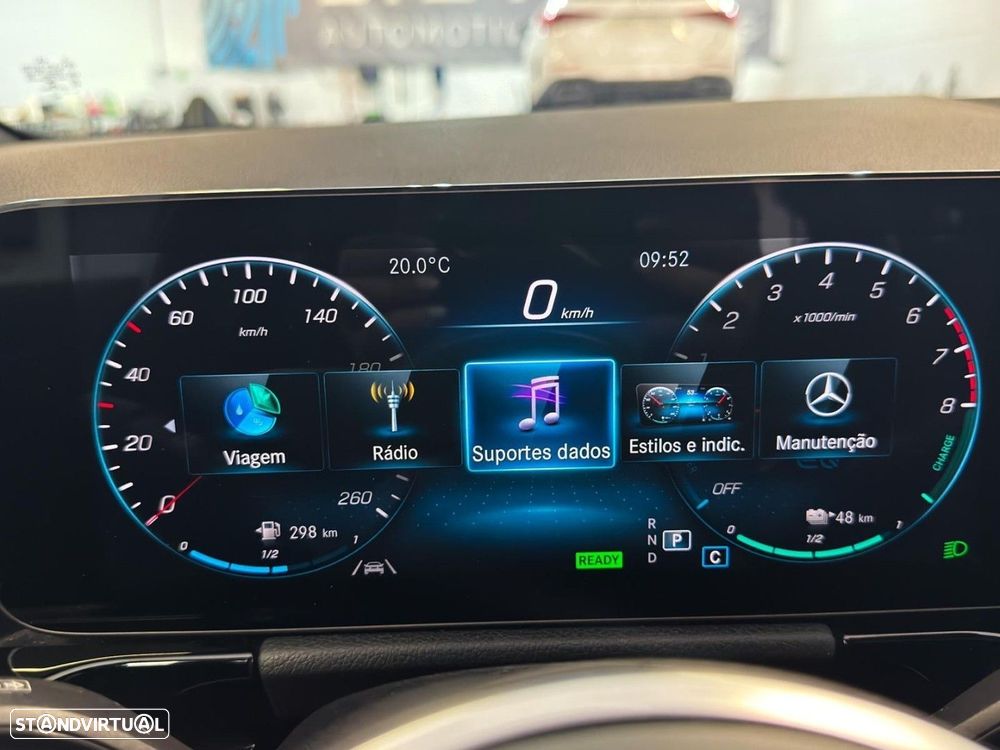 AUTOMOTIVE
20.0°C
09:52
0 km/h
0
20
40
60
100
140
180
260
km/h
OFF
1
2
3
4
5
6
7
8
x1000/min
CHARGE
Viagem
Rádio
Suportes dados
Estilos e indic.
Manutenção
298 km
0
1/2
1
READY
R
N
D
P
C
48 km
0
1/2
1
STANDVIRTUAL